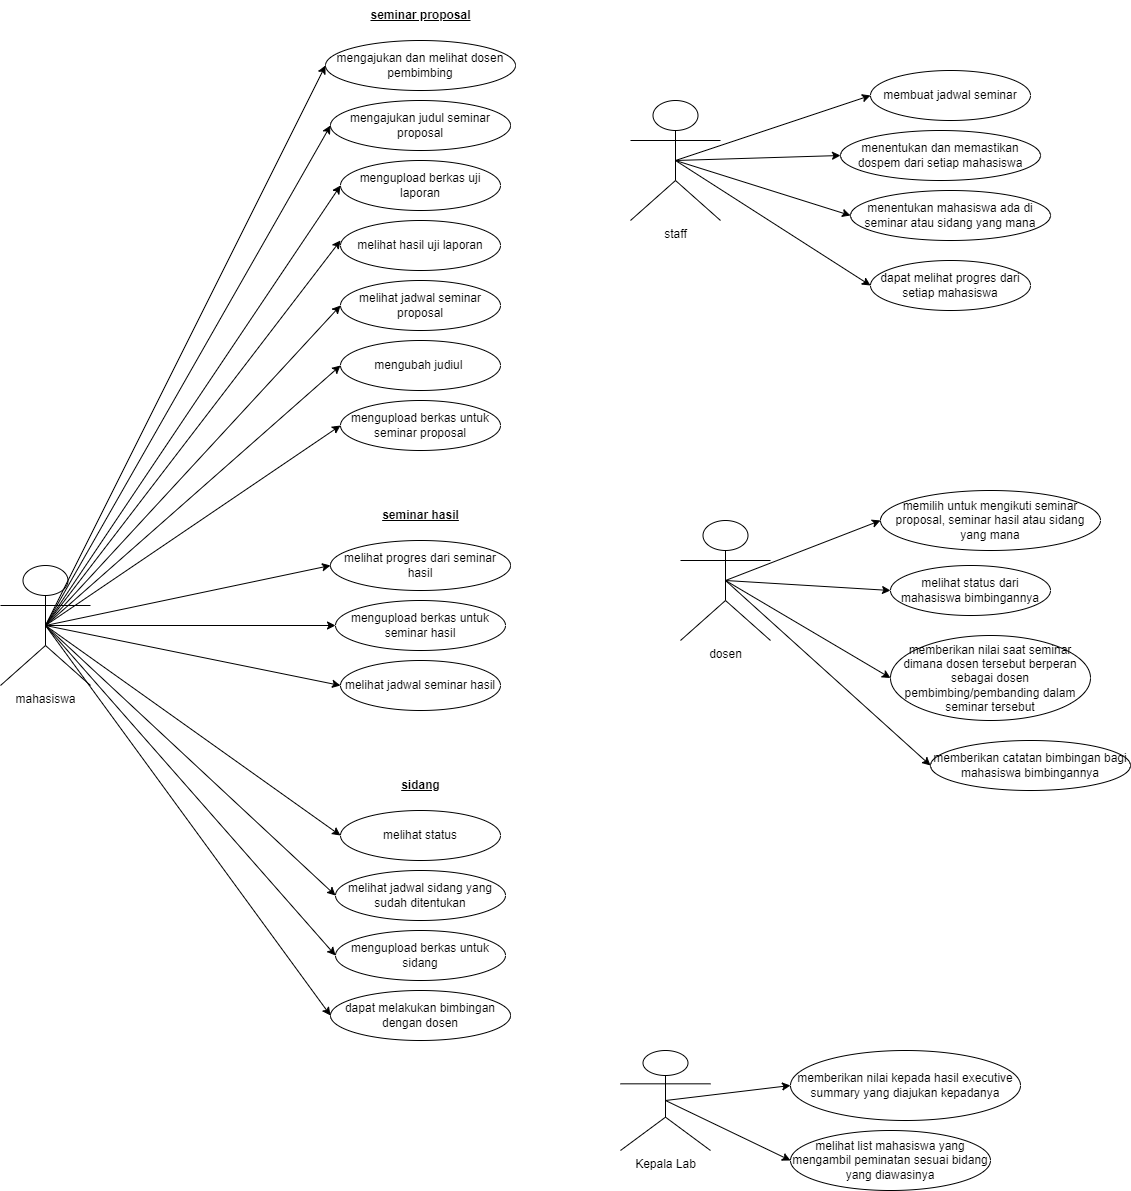 seminar proposal
mengajukan dan melihat dosen
pembimbing
mengajukan judul seminar
proposal
mengupload berkas uji
laporan
melihat hasil uji laporan
melihat jadwal seminar
proposal
mengubah judiul
mengupload berkas untuk
seminar proposal
seminar hasil
melihat progres dari seminar
hasil
mengupload berkas untuk
seminar hasil
melihat jadwal seminar hasil
mahasiswa
sidang
melihat status
melihat jadwal sidang yang
sudah ditentukan
mengupload berkas untuk
sidang
dapat melakukan bimbingan
dengan dosen
membuat jadwal seminar
menentukan dan memastikan
dospem dari setiap mahasiswa
menentukan mahasiswa ada di
seminar atau sidang yang mana
staff
dapat melihat progres dari
setiap mahasiswa
memilih untuk mengikuti seminar
proposal, seminar hasil atau sidang
yang mana
melihat status dari
mahasiswa bimbingannya
dosen
memberikan nilai saat seminar
dimana dosen tersebut berperan
sebagai dosen
pembimbing/pembanding dalam
seminar tersebut
memberikan catatan bimbingan bagi
mahasiswa bimbingannya
memberikan nilai kepada hasil executive
summary yang diajukan kepadanya
melihat list mahasiswa yang
mengambil peminatan sesuai bidang
yang diawasinya
Kepala Lab